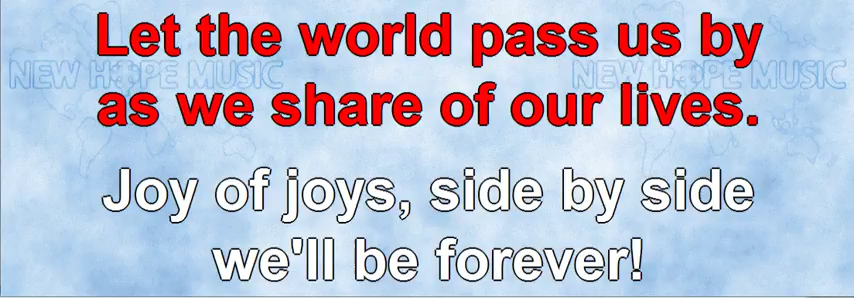 Let the world pass us by
NEW HOPE MUSIC NEW HOPE MUSIC
as we share of our lives.
Joy of joys, side by side
we'll be forever!